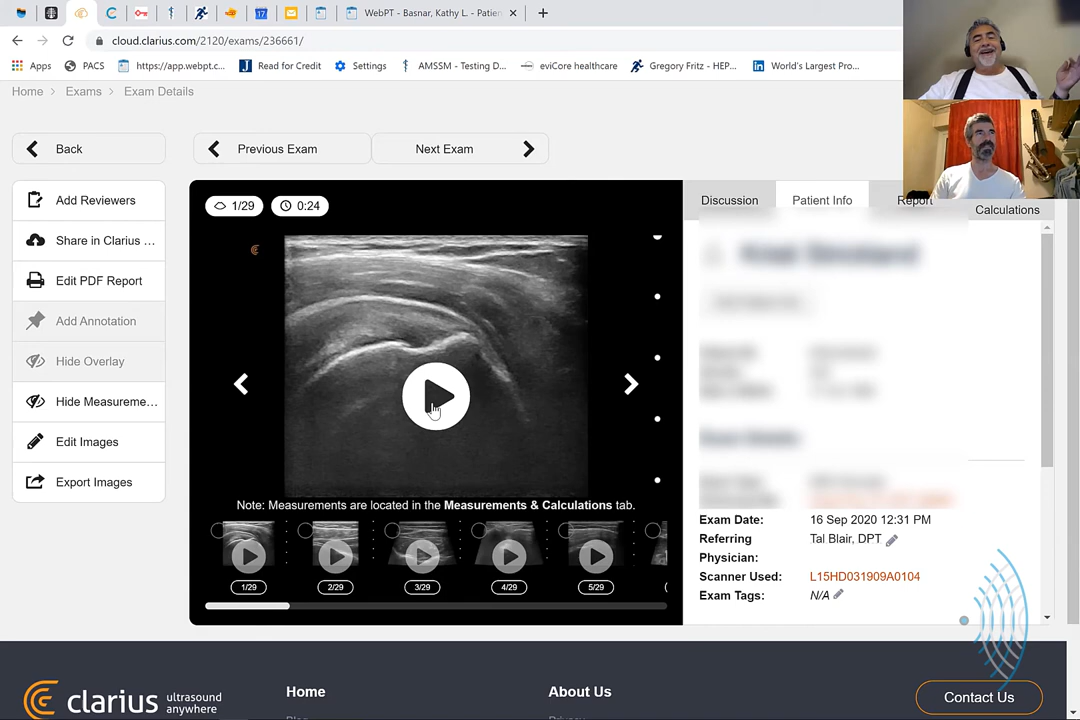 17
WebPT - Basnar, Kathy L. - Patien
cloud.clarius.com/2120/exams/236661/
Apps PACS https://app.webpt.c... Read for Credit Settings AMSSM - Testing D... eviCore healthcare Gregory Fritz - HEP... World's Largest Pro...
Home > Exams > Exam Details
Back Previous Exam Next Exam
Add Reviewers
Share in Clarius ...
Edit PDF Report
Add Annotation
Hide Overlay
Hide Measureme...
Edit Images
Export Images
1/29 0:24
Note: Measurements are located in the Measurements & Calculations tab.
1/29 2/29 3/29 4/29 5/29
Discussion Patient Info Report Calculations
Exam Date: 16 Sep 2020 12:31 PM
Referring Physician: Tal Blair, DPT
Scanner Used: L15HD031909A0104
Exam Tags: N/A
clarius ultrasound anywhere
Home
Blog
About Us
Privacy
Contact Us